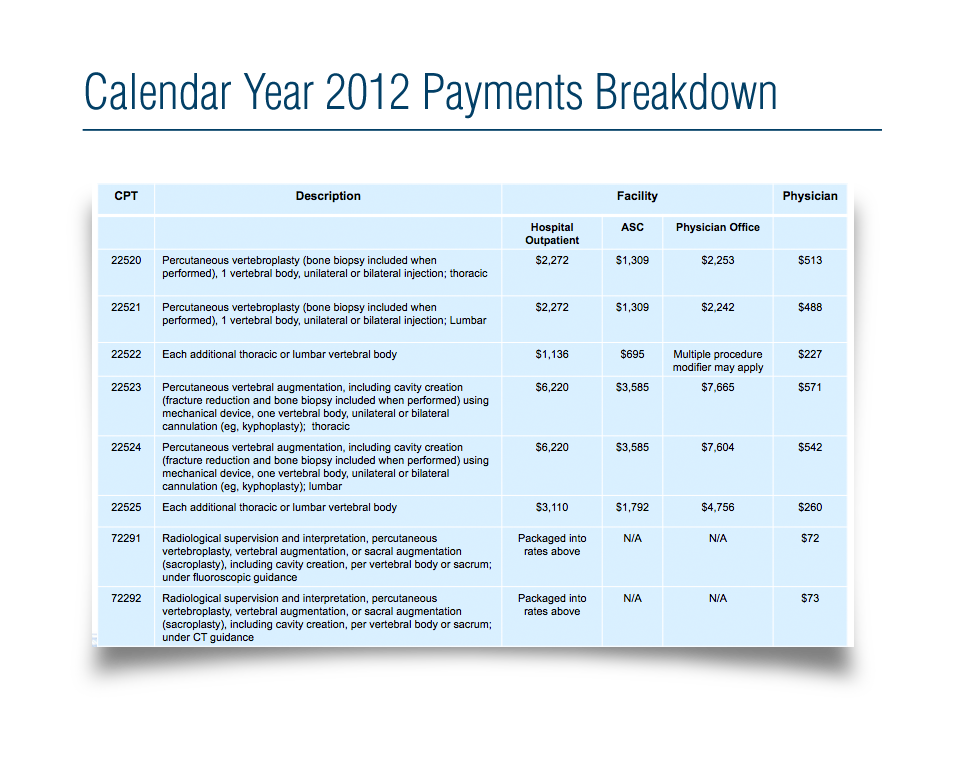 Calendar Year 2012 Payments Breakdown
CPT Description Facility Physician
Hospital Outpatient ASC Physician Office
22520 Percutaneous vertebroplasty (bone biopsy included when $2,272 $1,309 $2,253 $513
performed), 1 vertebral body, unilateral or bilateral injection; thoracic
22521 Percutaneous vertebroplasty (bone biopsy included when $2,272 $1,309 $2,242 $488
performed), 1 vertebral body, unilateral or bilateral injection; Lumbar
22522 Each additional thoracic or lumbar vertebral body $1,136 $695 Multiple procedure $227
modifier may apply
22523 Percutaneous vertebral augmentation, including cavity creation $6,220 $3,585 $7,665 $571
(fracture reduction and bone biopsy included when performed) using
mechanical device, one vertebral body, unilateral or bilateral
cannulation (eg, kyphoplasty); thoracic
22524 Percutaneous vertebral augmentation, including cavity creation $6,220 $3,585 $7,604 $542
(fracture reduction and bone biopsy included when performed) using
mechanical device, one vertebral body, unilateral or bilateral
cannulation (eg, kyphoplasty); lumbar
22525 Each additional thoracic or lumbar vertebral body $3,110 $1,792 $4,756 $260
72291 Radiological supervision and interpretation, percutaneous Packaged into N/A N/A $72
vertebroplasty, vertebral augmentation, or sacral augmentation rates above
(sacroplasty), including cavity creation, per vertebral body or sacrum;
under fluoroscopic guidance
72292 Radiological supervision and interpretation, percutaneous Packaged into N/A N/A $73
vertebroplasty, vertebral augmentation, or sacral augmentation rates above
(sacroplasty), including cavity creation, per vertebral body or sacrum;
under CT guidance